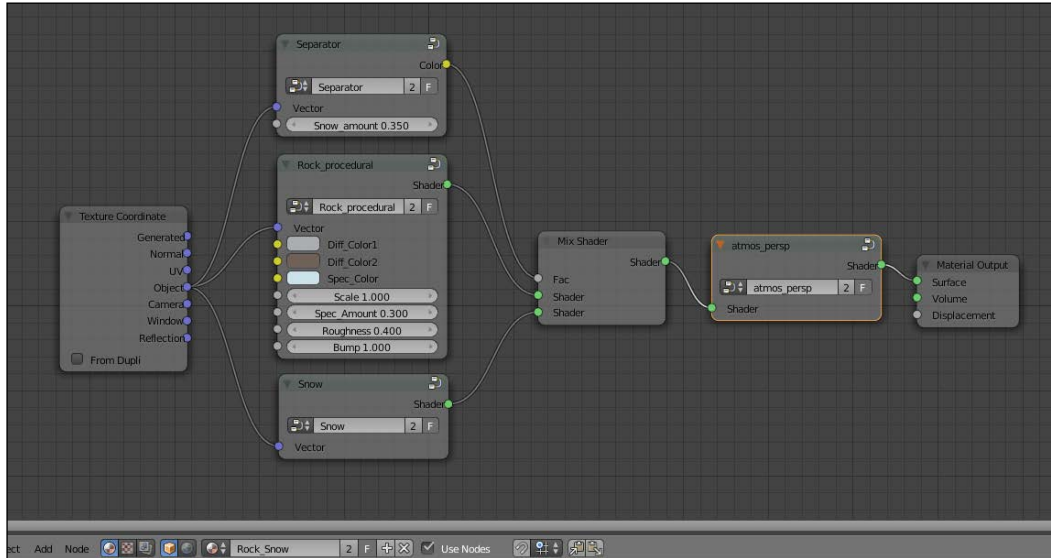 Separator
Color
Separator 2 F
Vector
Snow_amount 0.350
Rock_procedural
Shader
Rock_procedural 2 F
Vector
Diff_Color1
Diff_Color2
Spec_Color
Scale 1.000
Spec_Amount 0.300
Roughness 0.400
Bump 1.000
Snow
Shader
Snow 2 F
Vector
Texture Coordinate
Generated
Normal
UV
Object
Camera
Window
Reflection
From Dupli
Mix Shader
Shader
Fac
Shader
Shader
atmos_persp
Shader
atmos_persp 2 F
Shader
Material Output
Surface
Volume
Displacement
ect Add Node Rock_Snow 2 F Use Nodes